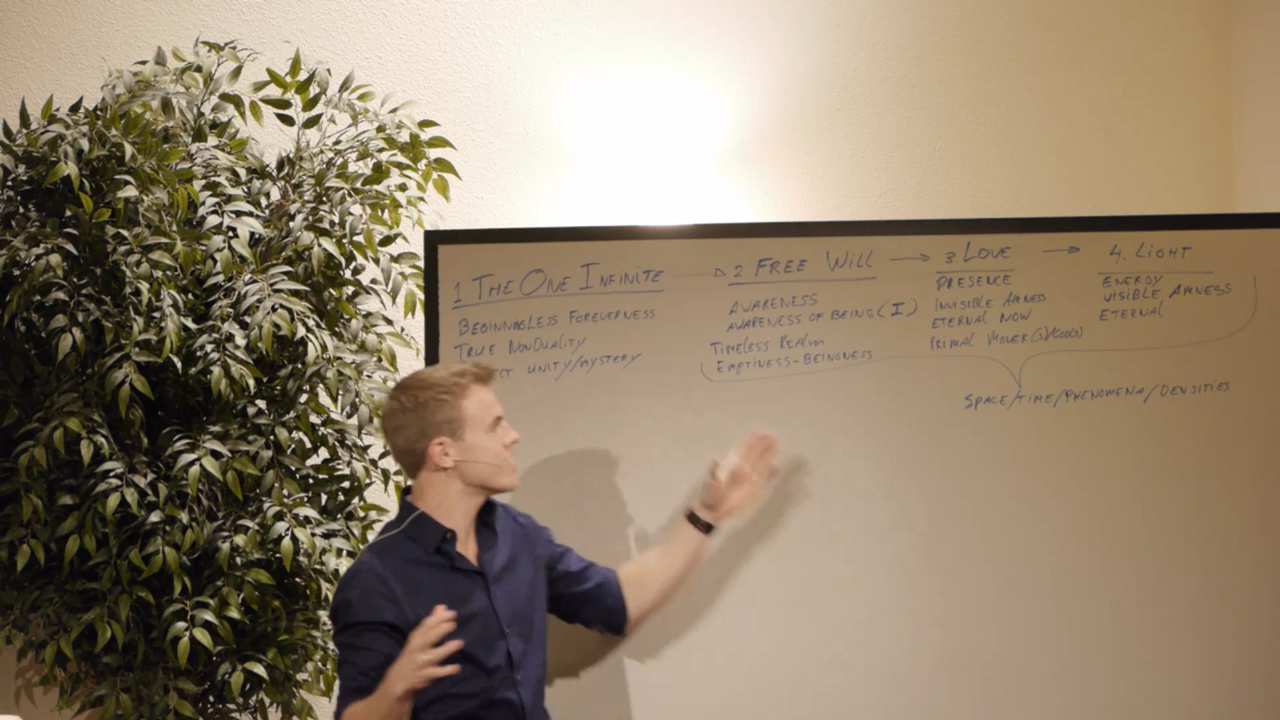 1 THE ONE INFINITE
BEGINNINGLESS FOREVERNESS
TRUE NONDUALITY
UNITY/MYSTERY
2. FREE WILL
AWARENESS
AWARENESS OF BEING (I)
TIMELESS REALM
EMPTINESS-BEINGNESS
3 LOVE
PRESENCE
INVISIBLE AMNESS
ETERNAL NOW
PRIMAL MOVER(S)/GOD(S)
4. LIGHT
ENERGY
VISIBLE AMNESS
ETERNAL
SPACE/TIME/PHENOMENA/DENSITIES